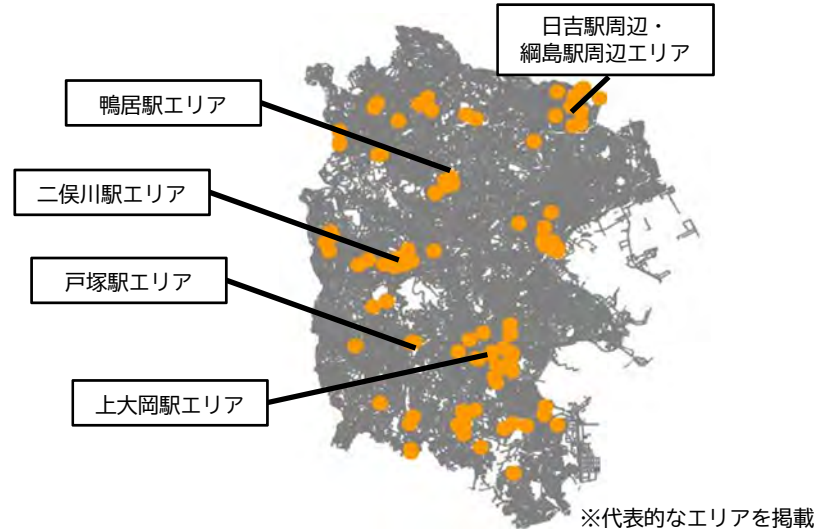 日吉駅周辺・
綱島駅周辺エリア
鴨居駅エリア
二俣川駅エリア
戸塚駅エリア
上大岡駅エリア
※代表的なエリアを掲載